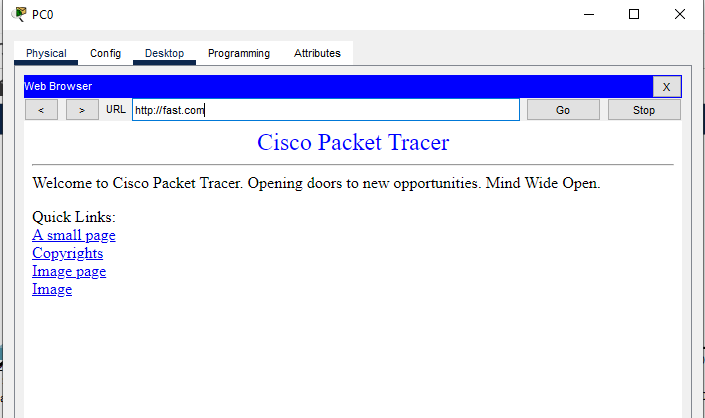 PC0
Physical Config Desktop Programming Attributes
Web Browser X
< > URL http://fast.com Go Stop
Cisco Packet Tracer
Welcome to Cisco Packet Tracer. Opening doors to new opportunities. Mind Wide Open.
Quick Links:
A small page
Copyrights
Image page
Image